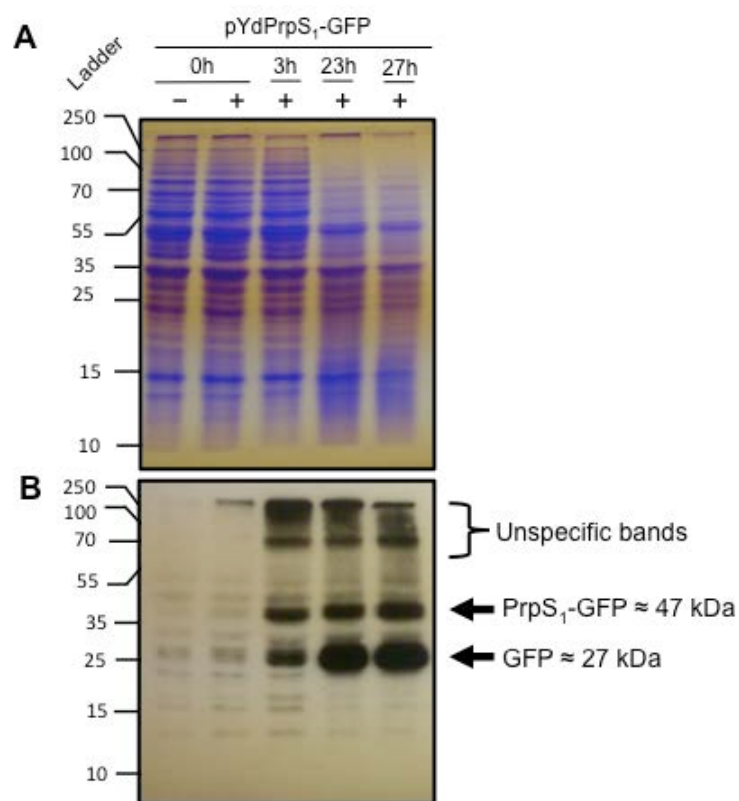 A
pYdPrpS₁-GFP
Ladder
0h 3h 23h 27h
− + + + +
250
100
70
55
35
25
15
10
B
250
100
70
55
35
25
15
10
Unspecific bands
PrpS₁-GFP ≈ 47 kDa
GFP ≈ 27 kDa